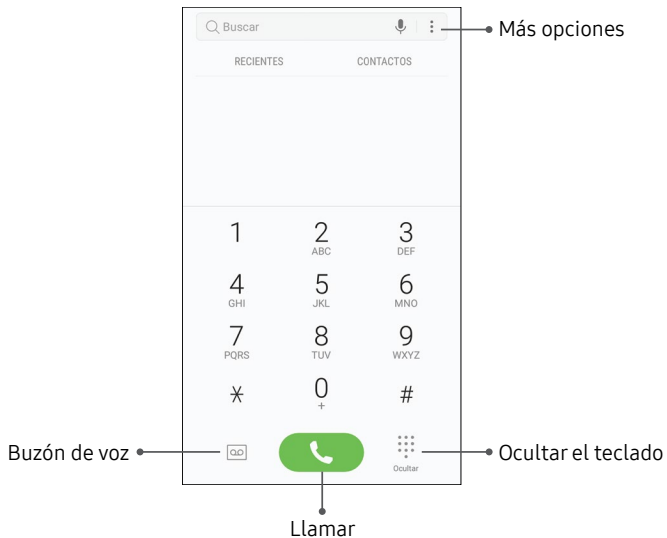 Buscar
Más opciones
RECIENTES CONTACTOS
1 2 3
ABC DEF
4 5 6
GHI JKL MNO
7 8 9
PQRS TUV WXYZ
* 0 #
+
Buzón de voz
Ocultar
Ocultar el teclado
Llamar